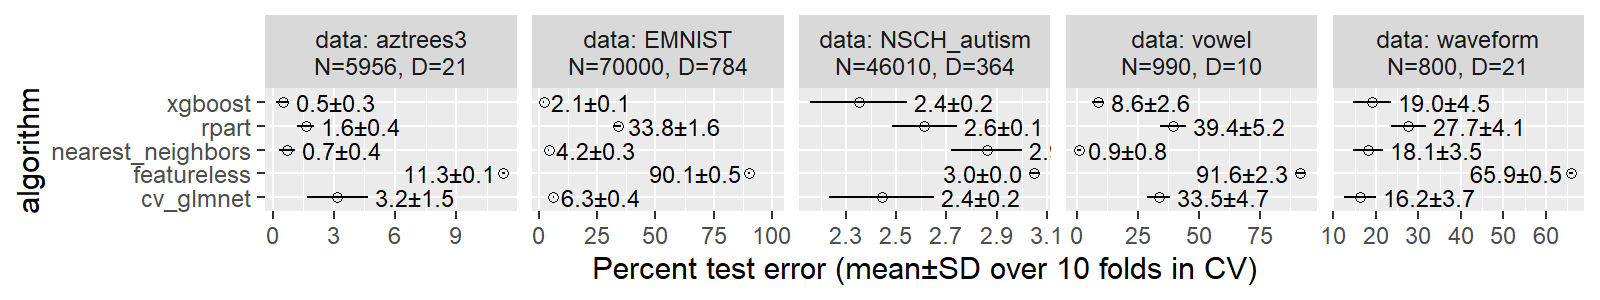 data: aztrees3
N=5956, D=21
data: EMNIST
N=70000, D=784
data: NSCH_autism
N=46010, D=364
data: vowel
N=990, D=10
data: waveform
N=800, D=21
algorithm
xgboost 0.5±0.3 2.1±0.1 2.4±0.2 8.6±2.6 19.0±4.5
rpart 1.6±0.4 33.8±1.6 2.6±0.1 39.4±5.2 27.7±4.1
nearest_neighbors 0.7±0.4 4.2±0.3 2.9 0.9±0.8 18.1±3.5
featureless 11.3±0.1 90.1±0.5 3.0±0.0 91.6±2.3 65.9±0.5
cv_glmnet 3.2±1.5 6.3±0.4 2.4±0.2 33.5±4.7 16.2±3.7
0 3 6 9 0 25 50 75 100 2.3 2.5 2.7 2.9 3.1 0 25 50 75 10 20 30 40 50 60
Percent test error (mean±SD over 10 folds in CV)